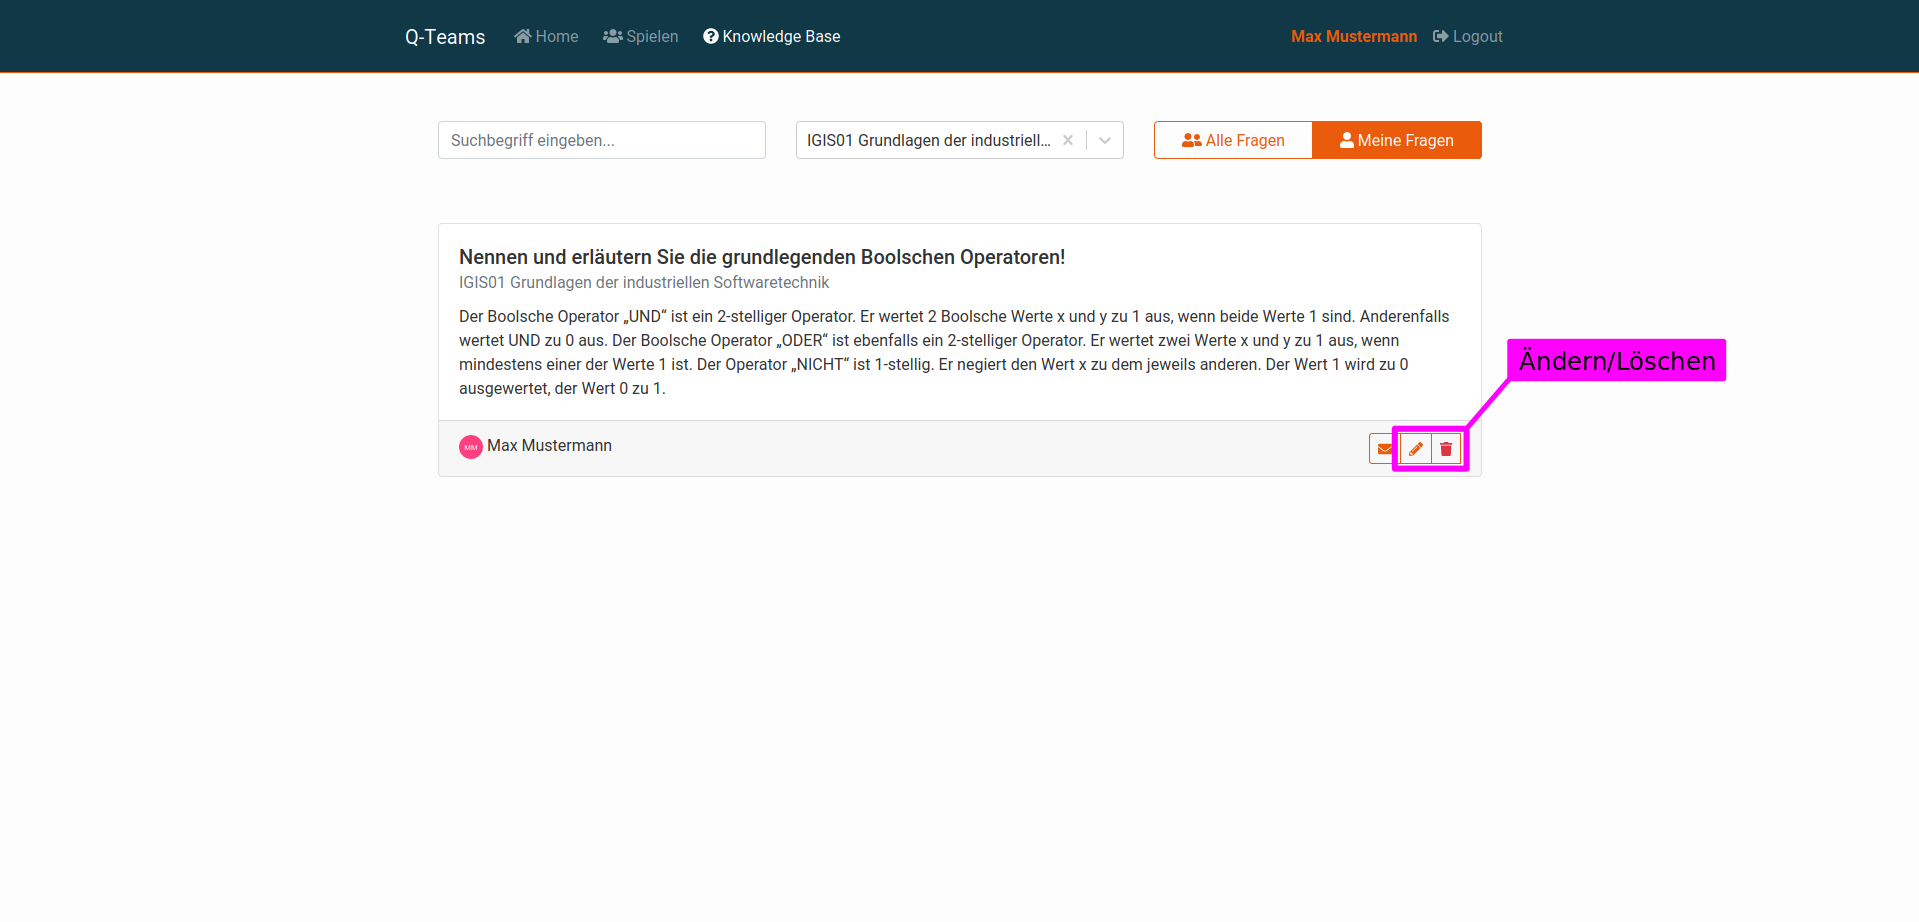 Q-Teams Home Spielen Knowledge Base Max Mustermann Logout
Suchbegriff eingeben... IGIS01 Grundlagen der industriell... Alle Fragen Meine Fragen
Nennen und erläutern Sie die grundlegenden Boolschen Operatoren!
IGIS01 Grundlagen der industriellen Softwaretechnik
Der Boolsche Operator „UND“ ist ein 2-stelliger Operator. Er wertet 2 Boolsche Werte x und y zu 1 aus, wenn beide Werte 1 sind. Anderenfalls
wertet UND zu 0 aus. Der Boolsche Operator „ODER“ ist ebenfalls ein 2-stelliger Operator. Er wertet zwei Werte x und y zu 1 aus, wenn
mindestens einer der Werte 1 ist. Der Operator „NICHT“ ist 1-stellig. Er negiert den Wert x zu dem jeweils anderen. Der Wert 1 wird zu 0
ausgewertet, der Wert 0 zu 1.
Ändern/Löschen
MM Max Mustermann